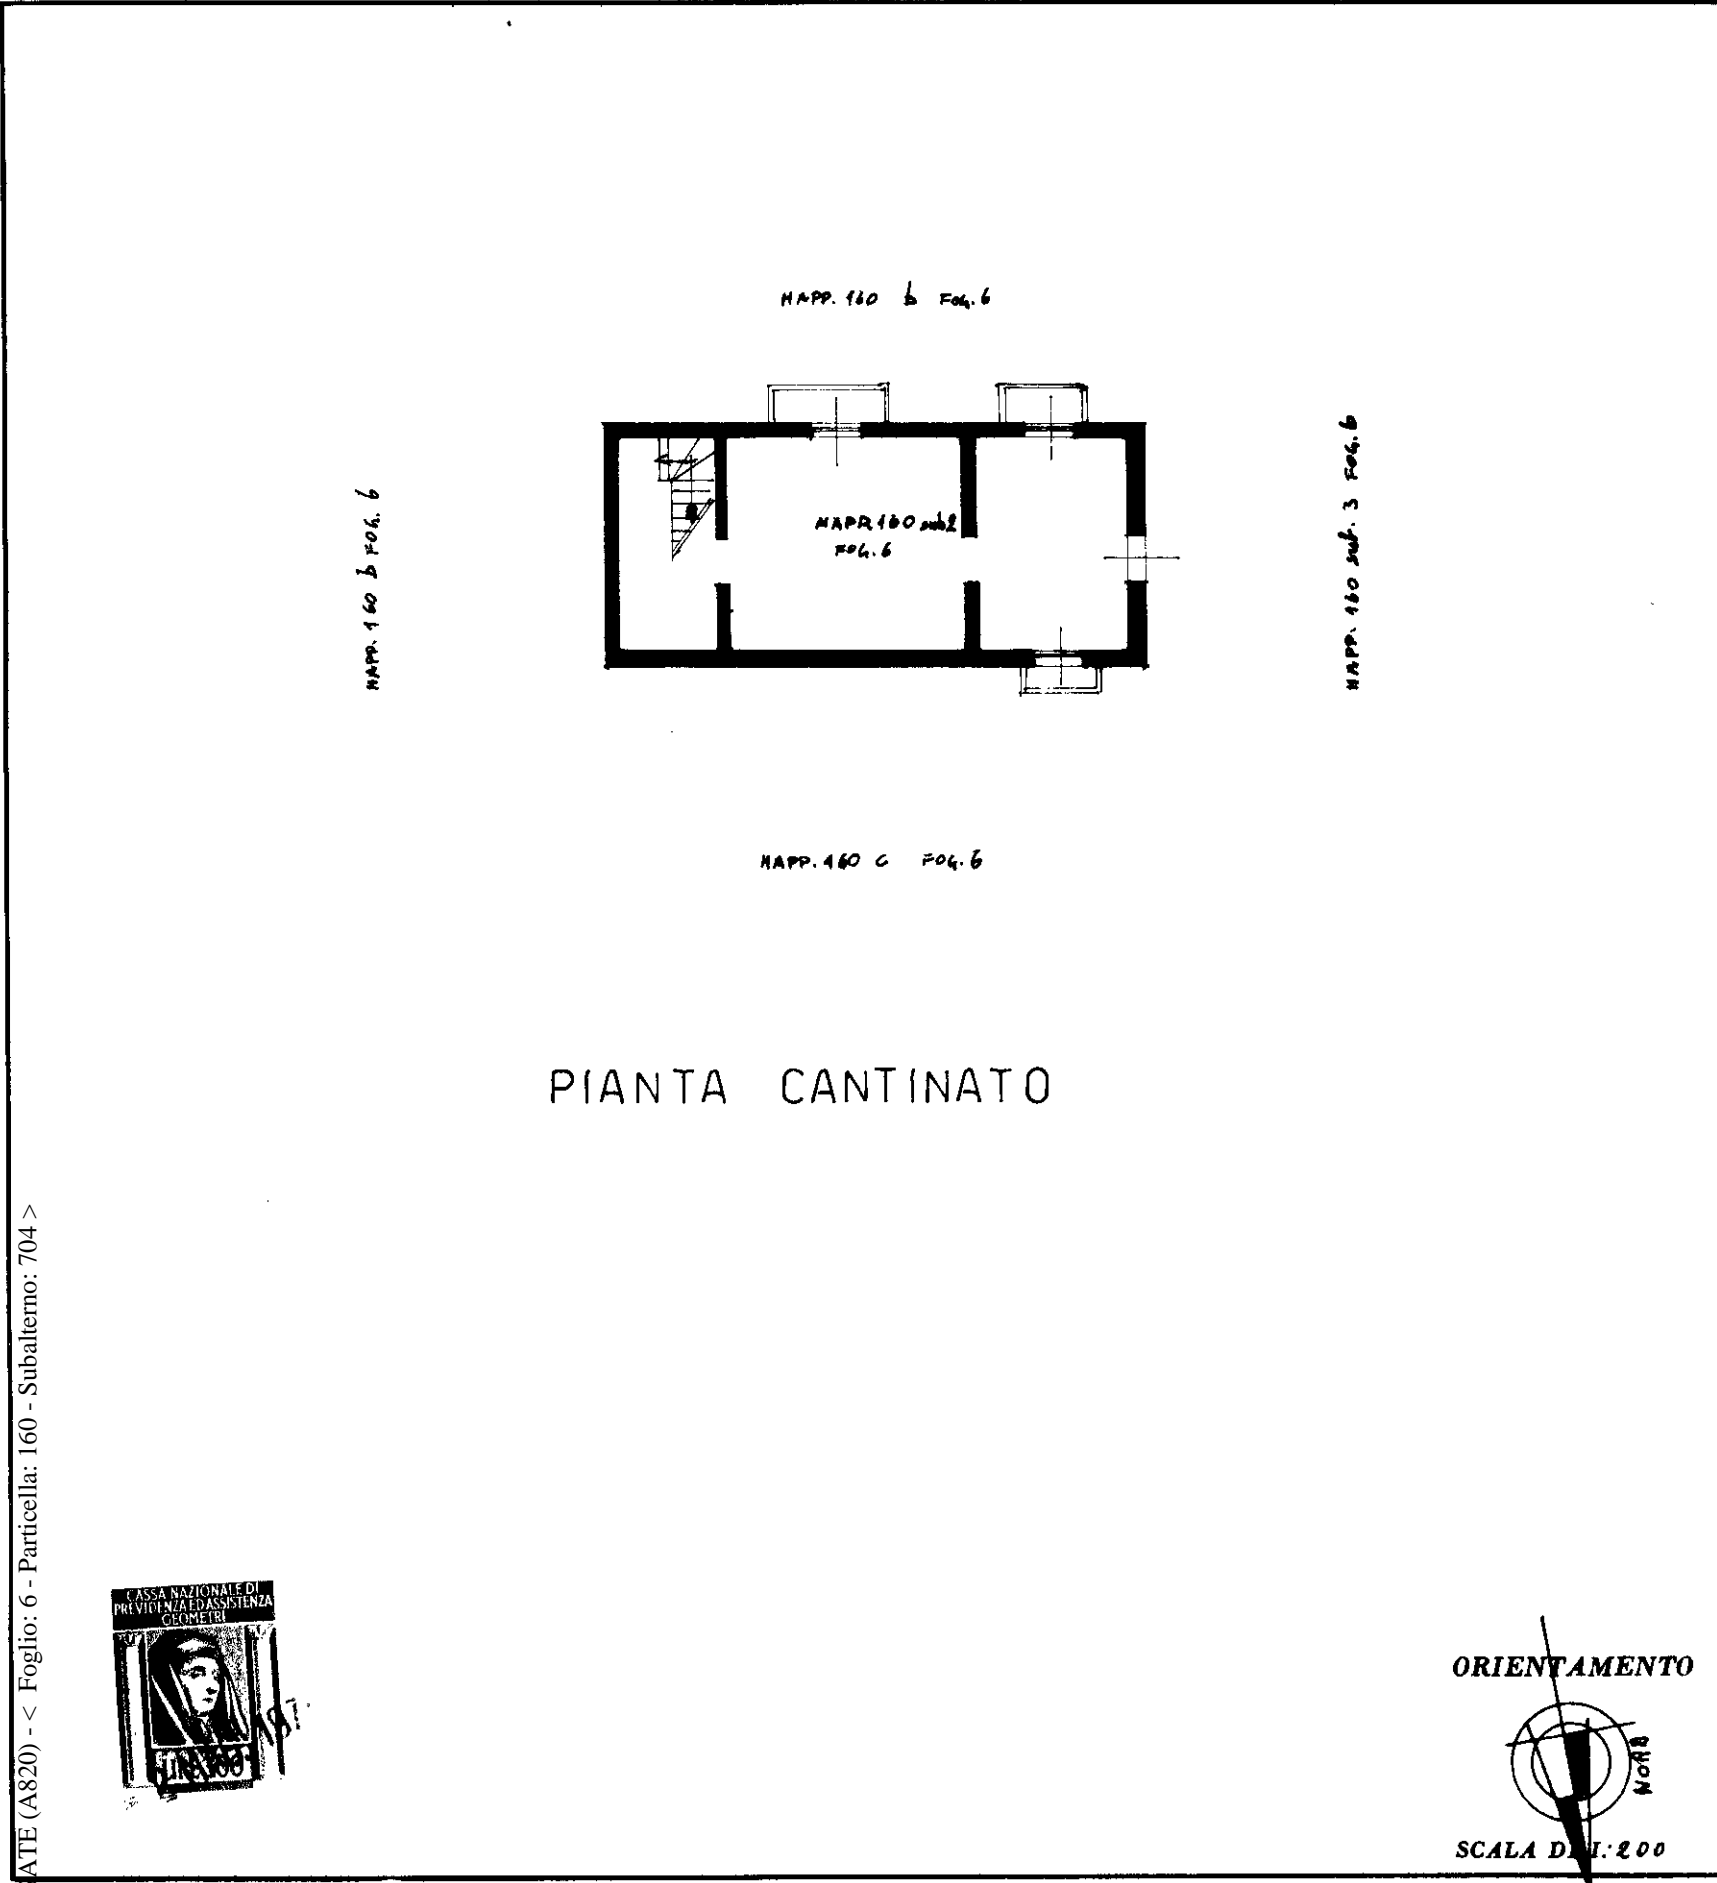 MAPP. 160 b FOG. 6
MAPP. 160 b FOG. 6
MAPP. 160 sub 2
FOG. 6
MAPP. 160 sub. 3 FOG. 6
MAPP. 160 c FOG. 6
PIANTA CANTINATO
ATE (A820) - < Foglio: 6 - Particella: 160 - Subalterno: 704 >
CASSA NAZIONALE DI
PREVIDENZA ED ASSISTENZA
GEOMETRI
ORIENTAMENTO
NORD
SCALA DI 1:200